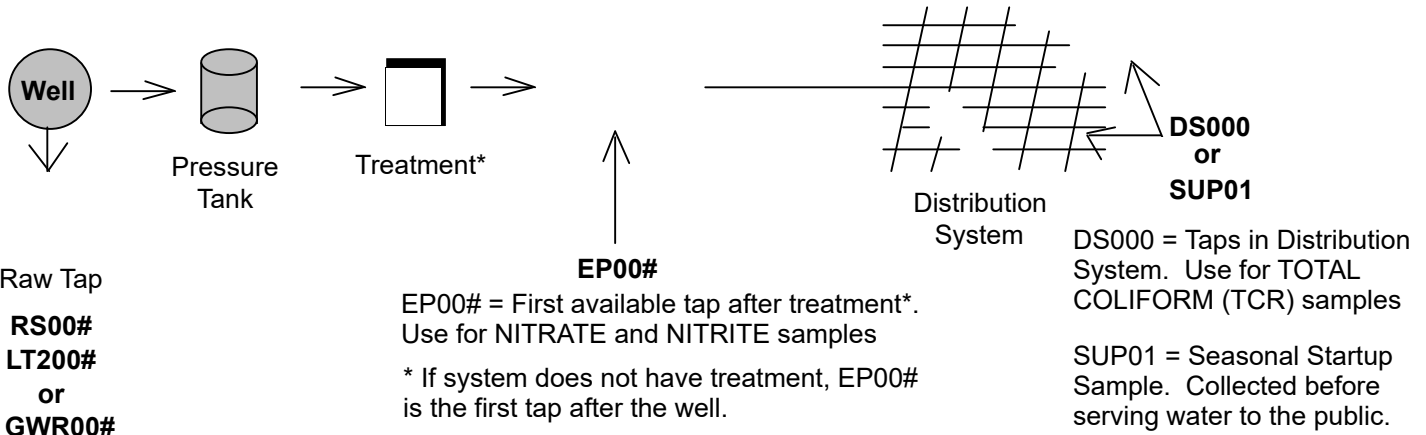 Well
Pressure
Tank
Treatment*
Distribution
System
DS000
or
SUP01
Raw Tap
RS00#
LT200#
or
GWR00#
EP00#
EP00# = First available tap after treatment*.
Use for NITRATE and NITRITE samples
* If system does not have treatment, EP00#
is the first tap after the well.
DS000 = Taps in Distribution
System.  Use for TOTAL
COLIFORM (TCR) samples
SUP01 = Seasonal Startup
Sample.  Collected before
serving water to the public.